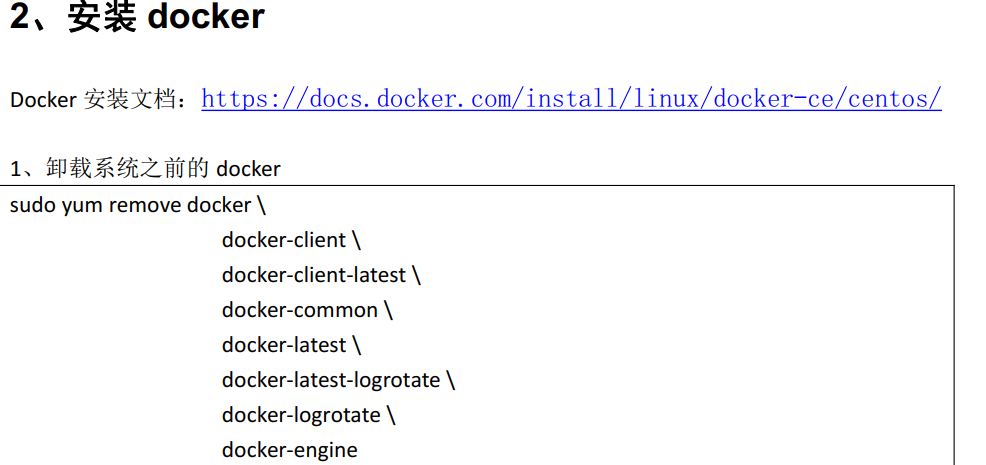 2、安装 docker
Docker 安装文档：https://docs.docker.com/install/linux/docker-ce/centos/
1、卸载系统之前的 docker
sudo yum remove docker \
docker-client \
docker-client-latest \
docker-common \
docker-latest \
docker-latest-logrotate \
docker-logrotate \
docker-engine